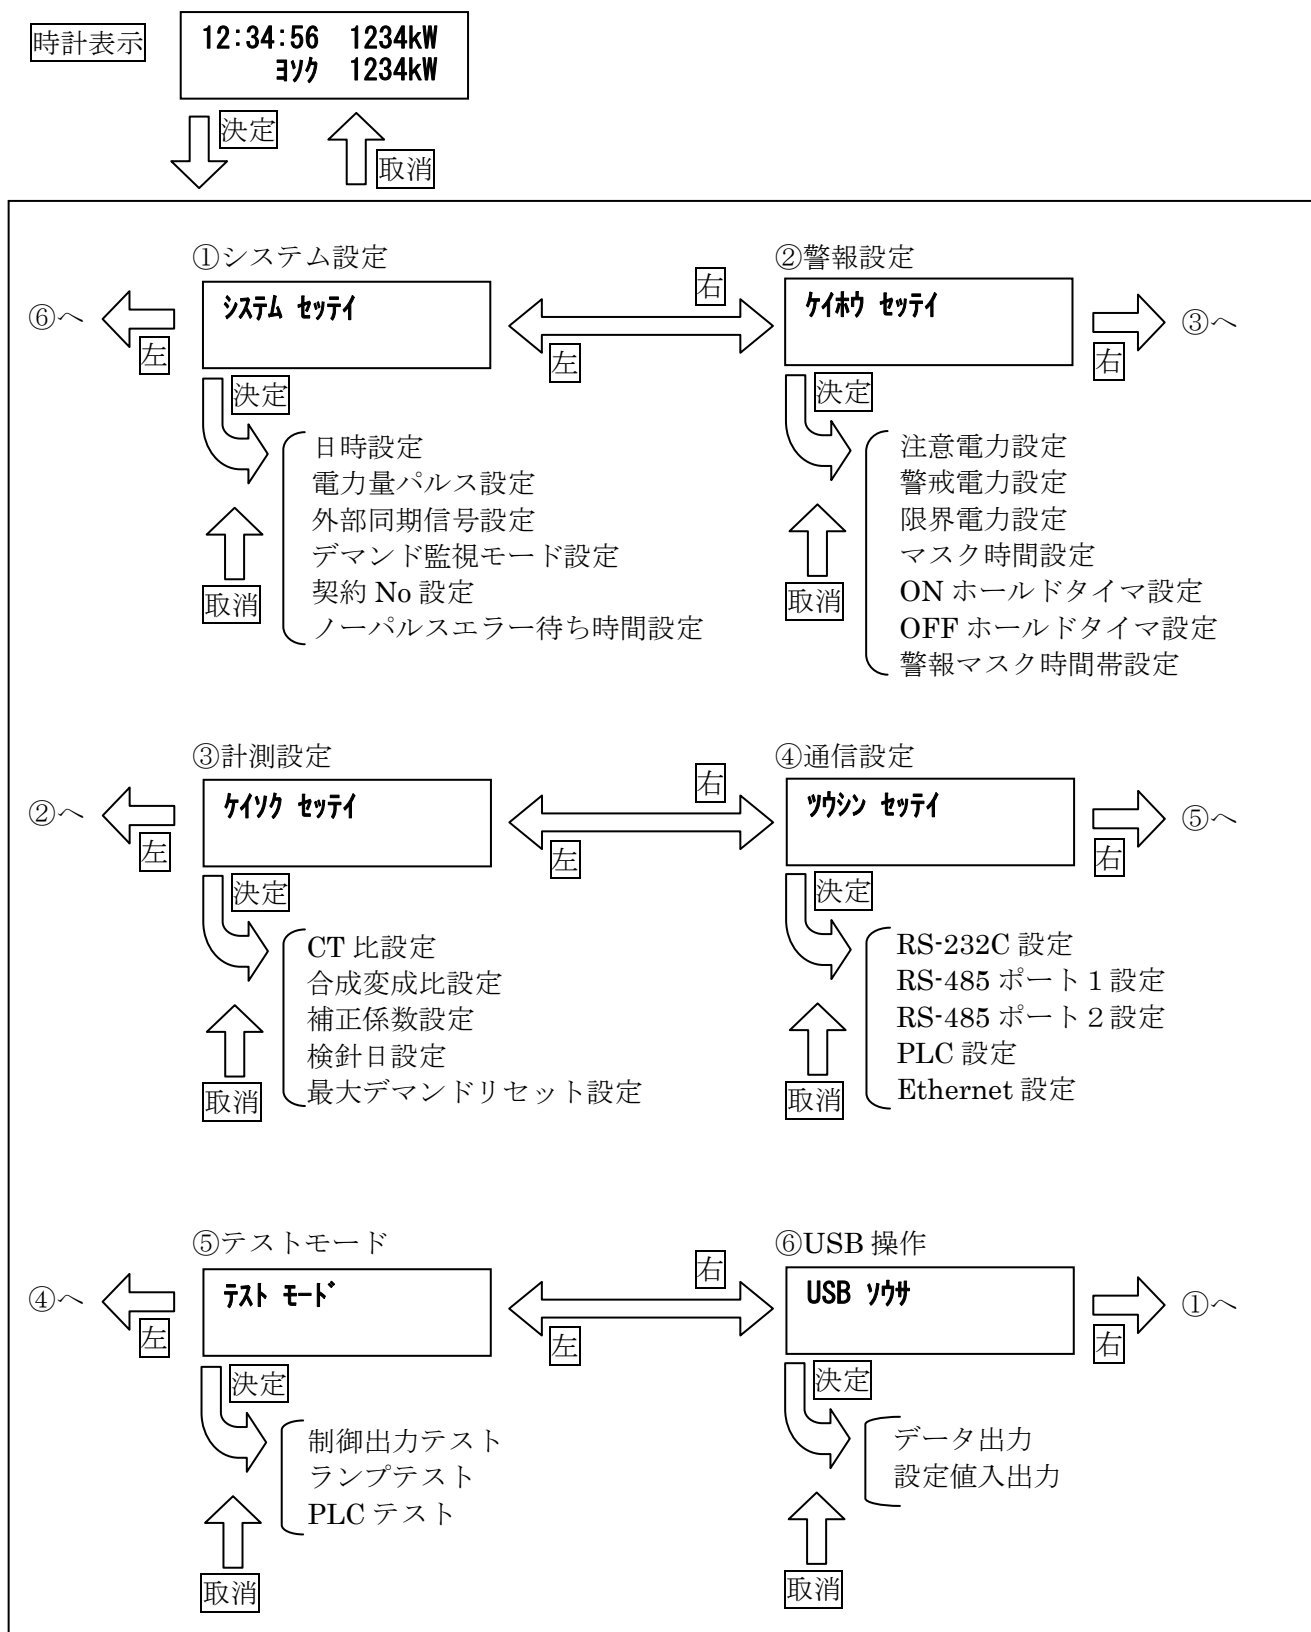 時計表示
12:34:56 1234kW
ﾖｿｸ 1234kW
決定
取消
①システム設定
②警報設定
⑥へ
左
ｼｽﾃﾑ ｾｯﾃｲ
右
左
ｹｲﾎｳ ｾｯﾃｲ
右
③へ
決定
日時設定
電力量パルス設定
外部同期信号設定
デマンド監視モード設定
契約 No 設定
ノーパルスエラー待ち時間設定
取消
決定
注意電力設定
警戒電力設定
限界電力設定
マスク時間設定
ON ホールドタイマ設定
OFF ホールドタイマ設定
警報マスク時間帯設定
取消
③計測設定
④通信設定
②へ
左
ｹｲｿｸ ｾｯﾃｲ
右
左
ﾂｳｼﾝ ｾｯﾃｲ
右
⑤へ
決定
CT 比設定
合成変成比設定
補正係数設定
検針日設定
最大デマンドリセット設定
取消
決定
RS-232C 設定
RS-485 ポート１設定
RS-485 ポート２設定
PLC 設定
Ethernet 設定
取消
⑤テストモード
⑥USB 操作
④へ
左
ﾃｽﾄ ﾓｰﾄﾞ
右
左
USB ｿｳｻ
右
①へ
決定
制御出力テスト
ランプテスト
PLC テスト
取消
決定
データ出力
設定値入出力
取消